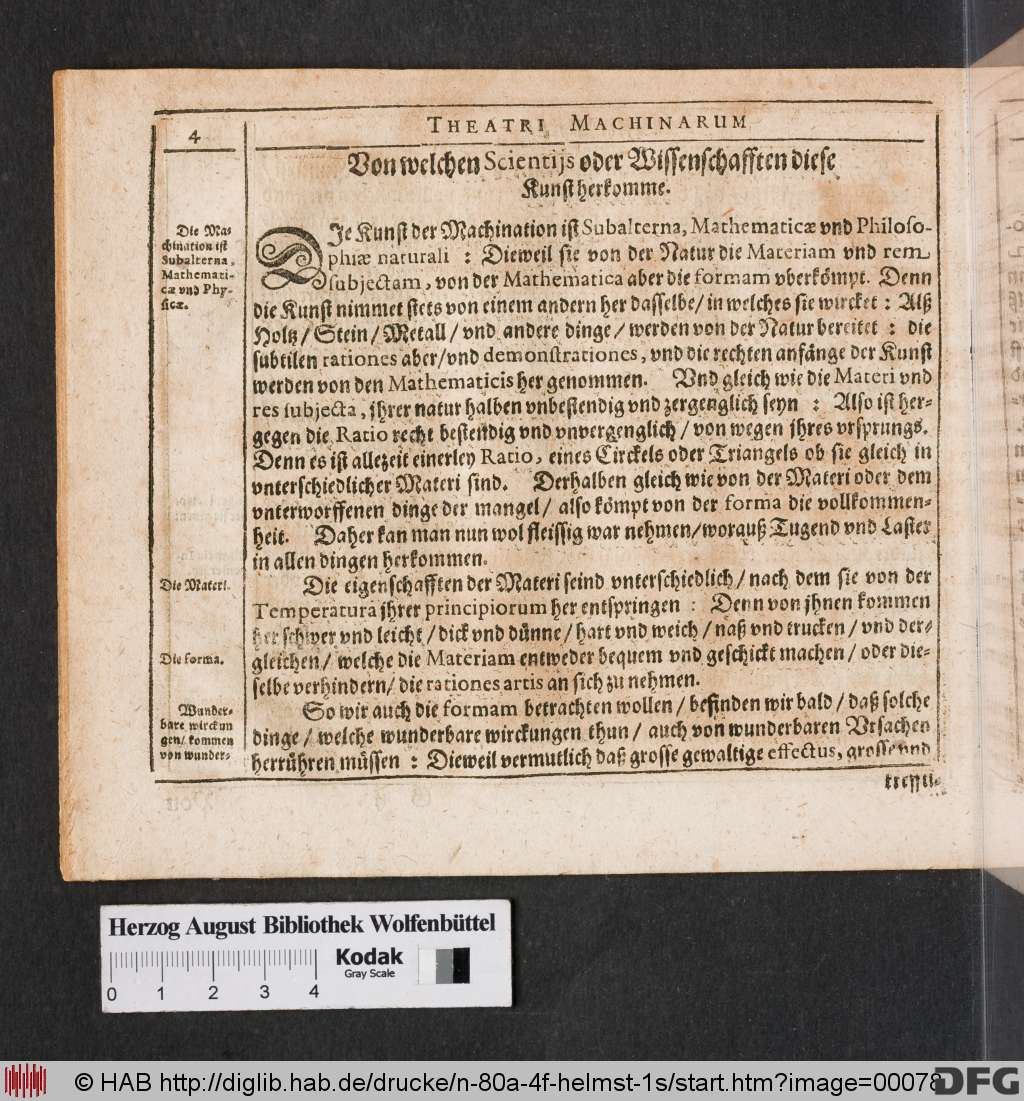 4
THEATRI MACHINARUM
Von welchen Scientijs oder Wissenschafften diese
Kunst herkomme.
Die Ma-
chination ist
Subalterna,
Mathemati-
cæ vnd Phy-
sicæ.
DIe Kunst der Machination ist Subalterna, Mathematicæ vnd Philoso-
phiæ naturali : Dieweil sie von der Natur die Materiam vnd rem
subjectam, von der Mathematica aber die formam vberkömpt. Denn
die Kunst nimmet stets von einem andern her dasselbe/ in welches sie wircket : Alß
Holtz/ Stein/ Metall/ vnd andere dinge/ werden von der Natur bereitet : die
subtilen rationes aber/ vnd demonstrationes, vnd die rechten anfänge der Kunst
werden von den Mathematicis her genommen. Vnd gleich wie die Materi vnd
res subjecta, jhrer natur halben vnbestendig vnd zergenglich seyn : Also ist her-
gegen die Ratio recht bestendig vnd vnvergenglich/ von wegen jhres vrsprungs.
Denn es ist allezeit einerley Ratio, eines Circkels oder Triangels ob sie gleich in
vnterschiedlicher Materi sind. Derhalben gleich wie von der Materi oder dem
vnterworffenen dinge der mangel/ also kömpt von der forma die vollkommen-
heit. Daher kan man nun wol fleissig war nehmen/ worauß Tugend vnd Laster
in allen dingen herkommen.
Die Materi.
Die eigenschafften der Materi seind vnterschiedlich/ nach dem sie von der
Temperatura jhrer principiorum her entspringen : Denn von jhnen kommen
her schwer vnd leicht/ dick vnd dünne/ hart vnd weich/ naß vnd trucken/ vnd der-
Die forma.
gleichen/ welche die Materiam entweder bequem vnd geschickt machen/ oder die-
selbe verhindern/ die rationes artis an sich zu nehmen.
Wunder-
bare wirckun
gen/ kommen
von wunder-
So wir auch die formam betrachten wollen/ befinden wir bald/ daß solche
dinge/ welche wunderbare wirckungen thun/ auch von wunderbaren Vrsachen
herrühren müssen : Dieweil vermutlich daß grosse gewaltige effectus, grosse vnd
treffli-
Herzog August Bibliothek Wolfenbüttel
Kodak
Gray Scale
0 1 2 3 4
© HAB http://diglib.hab.de/drucke/n-80a-4f-helmst-1s/start.htm?image=00078
DFG